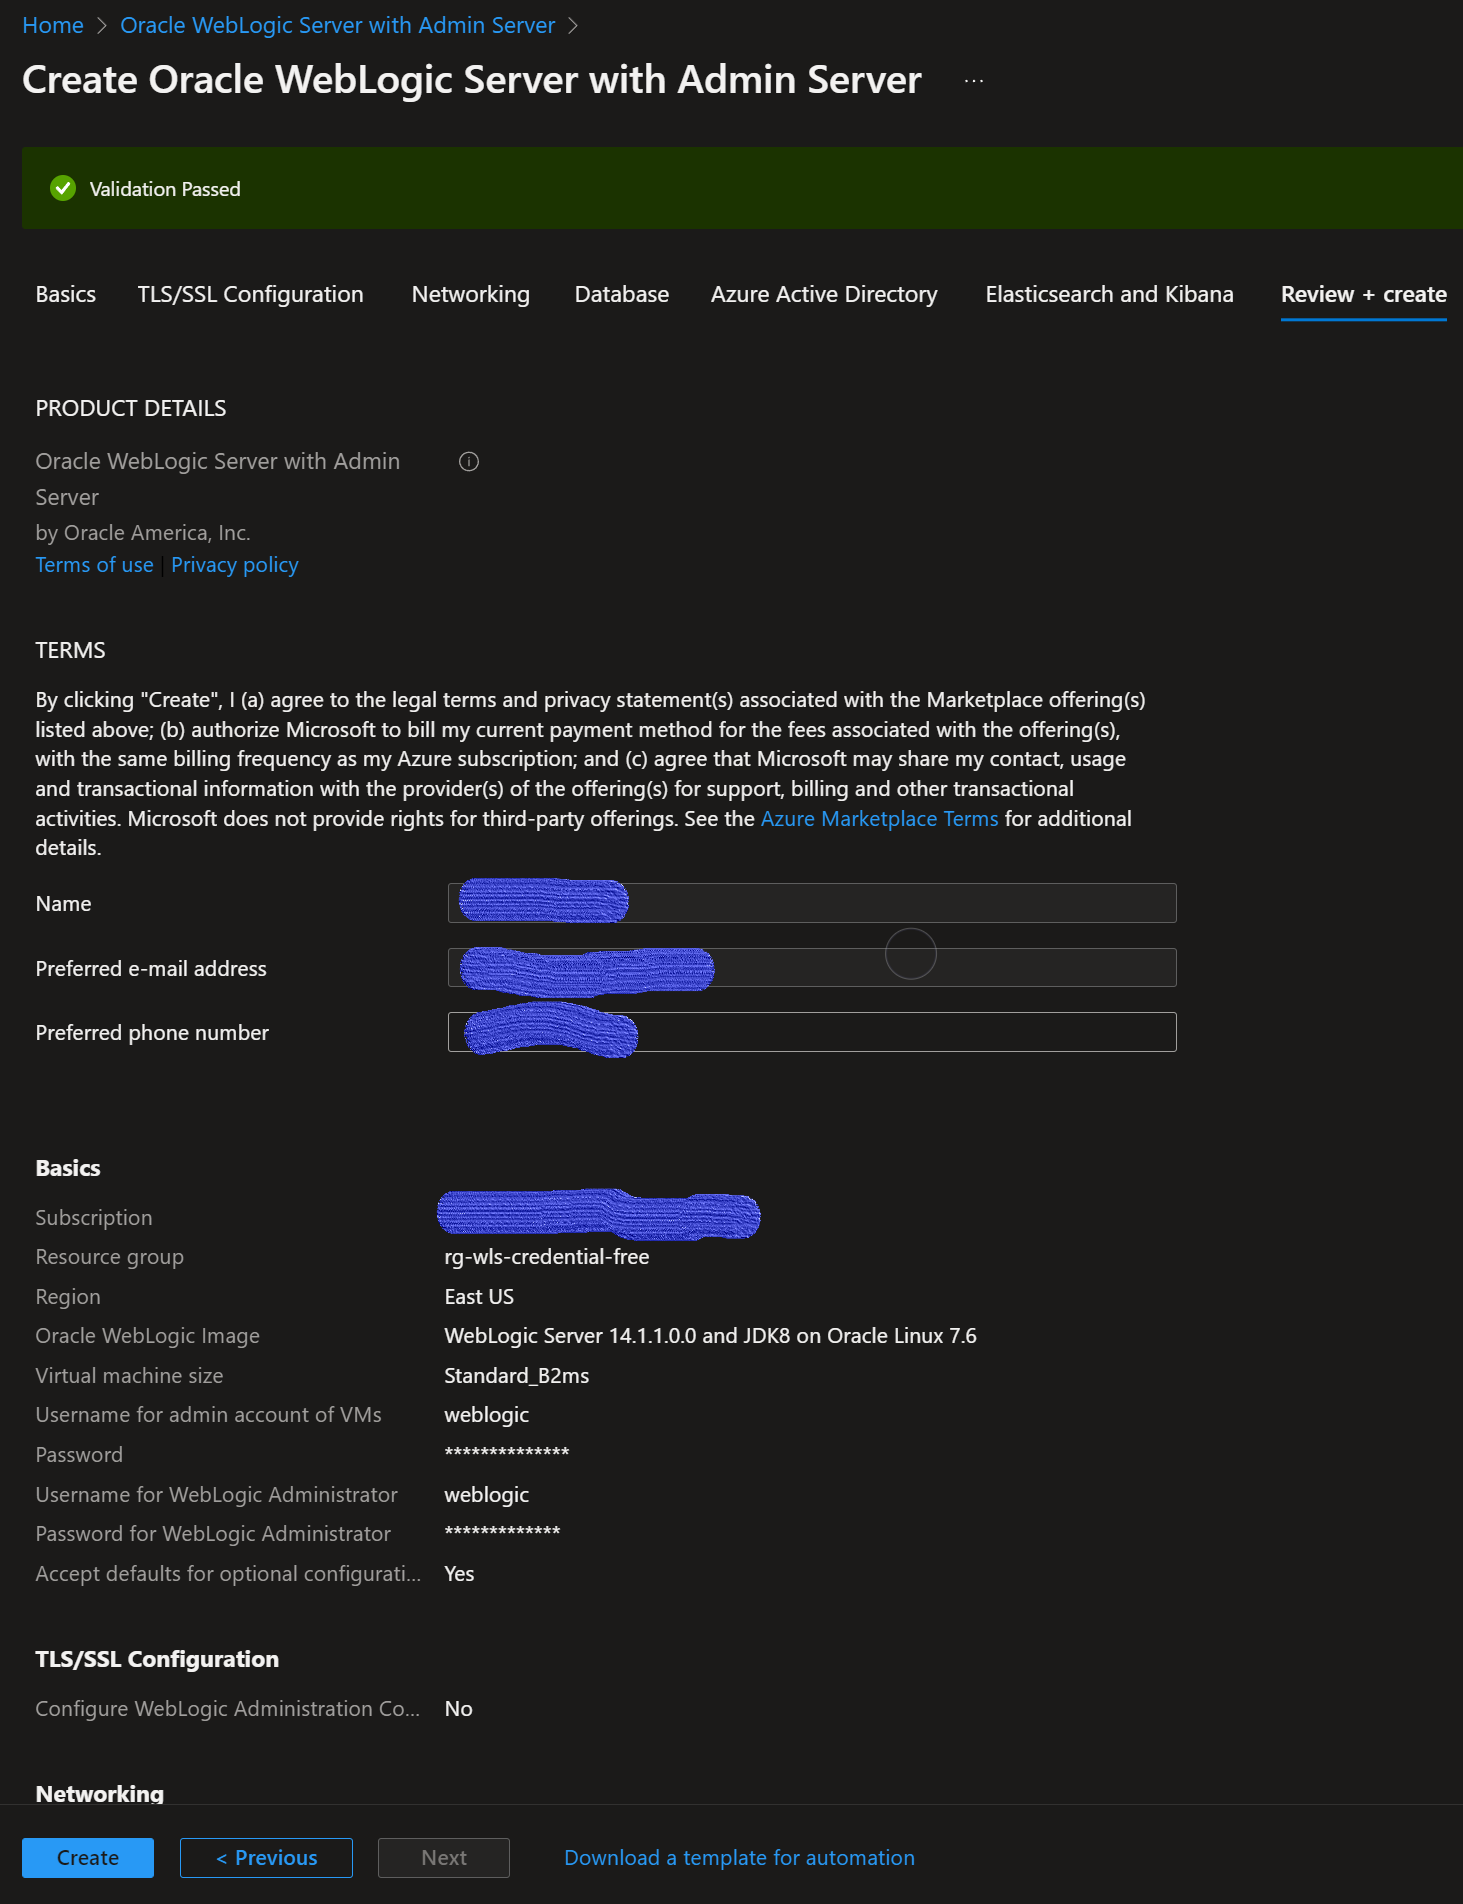 Home > Oracle WebLogic Server with Admin Server >
Create Oracle WebLogic Server with Admin Server ...
Validation Passed
Basics TLS/SSL Configuration Networking Database Azure Active Directory Elasticsearch and Kibana Review + create
PRODUCT DETAILS
Oracle WebLogic Server with Admin
Server
by Oracle America, Inc.
Terms of use | Privacy policy
TERMS
By clicking "Create", I (a) agree to the legal terms and privacy statement(s) associated with the Marketplace offering(s)
listed above; (b) authorize Microsoft to bill my current payment method for the fees associated with the offering(s),
with the same billing frequency as my Azure subscription; and (c) agree that Microsoft may share my contact, usage
and transactional information with the provider(s) of the offering(s) for support, billing and other transactional
activities. Microsoft does not provide rights for third-party offerings. See the Azure Marketplace Terms for additional
details.
Name
Preferred e-mail address
Preferred phone number
Basics
Subscription
Resource group rg-wls-credential-free
Region East US
Oracle WebLogic Image WebLogic Server 14.1.1.0.0 and JDK8 on Oracle Linux 7.6
Virtual machine size Standard_B2ms
Username for admin account of VMs weblogic
Password **************
Username for WebLogic Administrator weblogic
Password for WebLogic Administrator *************
Accept defaults for optional configurati... Yes
TLS/SSL Configuration
Configure WebLogic Administration Co... No
Networking
Create < Previous Next Download a template for automation